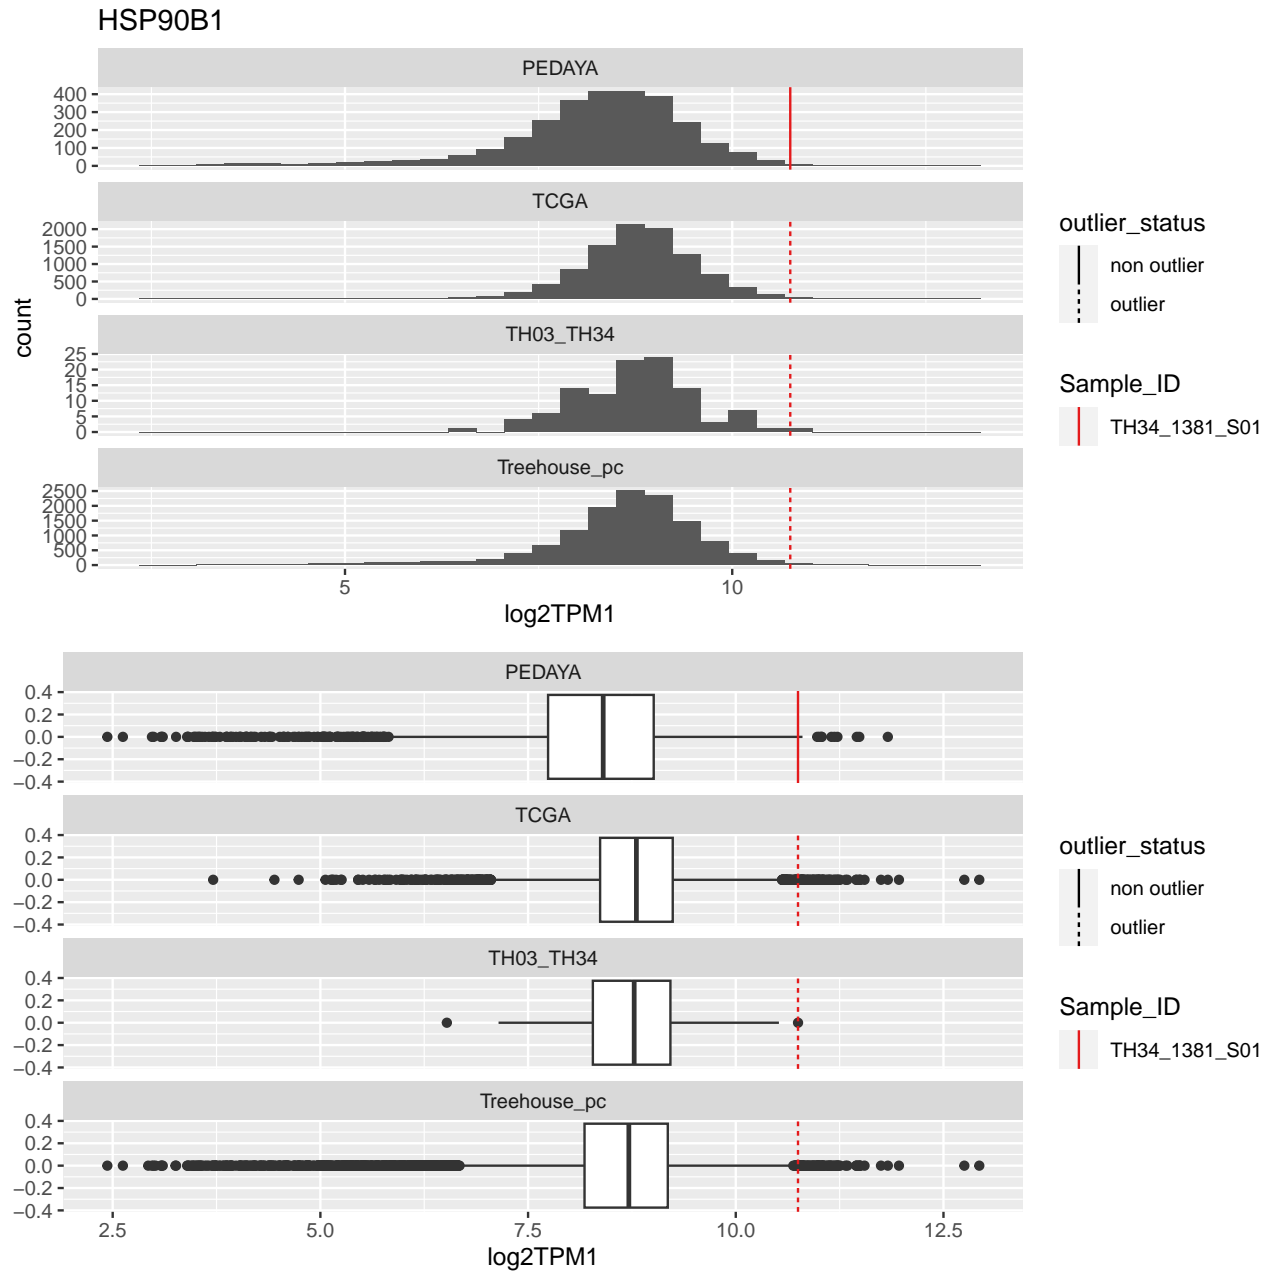 HSP90B1
PEDAYA
400
300
200
100
0
TCGA
2000
1500
1000
500
0
TH03_TH34
25
20
15
10
5
0
Treehouse_pc
2500
2000
1500
1000
500
0
5 10
log2TPM1
count
outlier_status
non outlier
outlier
Sample_ID
TH34_1381_S01
PEDAYA
0.4
0.2
0.0
−0.2
−0.4
TCGA
0.4
0.2
0.0
−0.2
−0.4
TH03_TH34
0.4
0.2
0.0
−0.2
−0.4
Treehouse_pc
0.4
0.2
0.0
−0.2
−0.4
2.5 5.0 7.5 10.0 12.5
log2TPM1
outlier_status
non outlier
outlier
Sample_ID
TH34_1381_S01